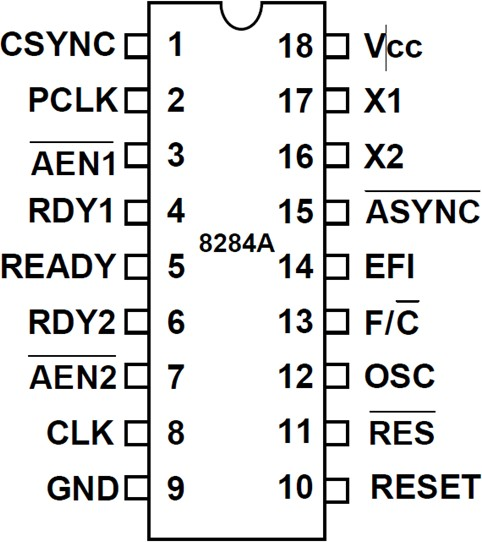 CSYNC 1 18 Vcc
PCLK 2 17 X1
AEN1 3 16 X2
RDY1 4 15 ASYNC
8284A
READY 5 14 EFI
RDY2 6 13 F/C
AEN2 7 12 OSC
CLK 8 11 RES
GND 9 10 RESET